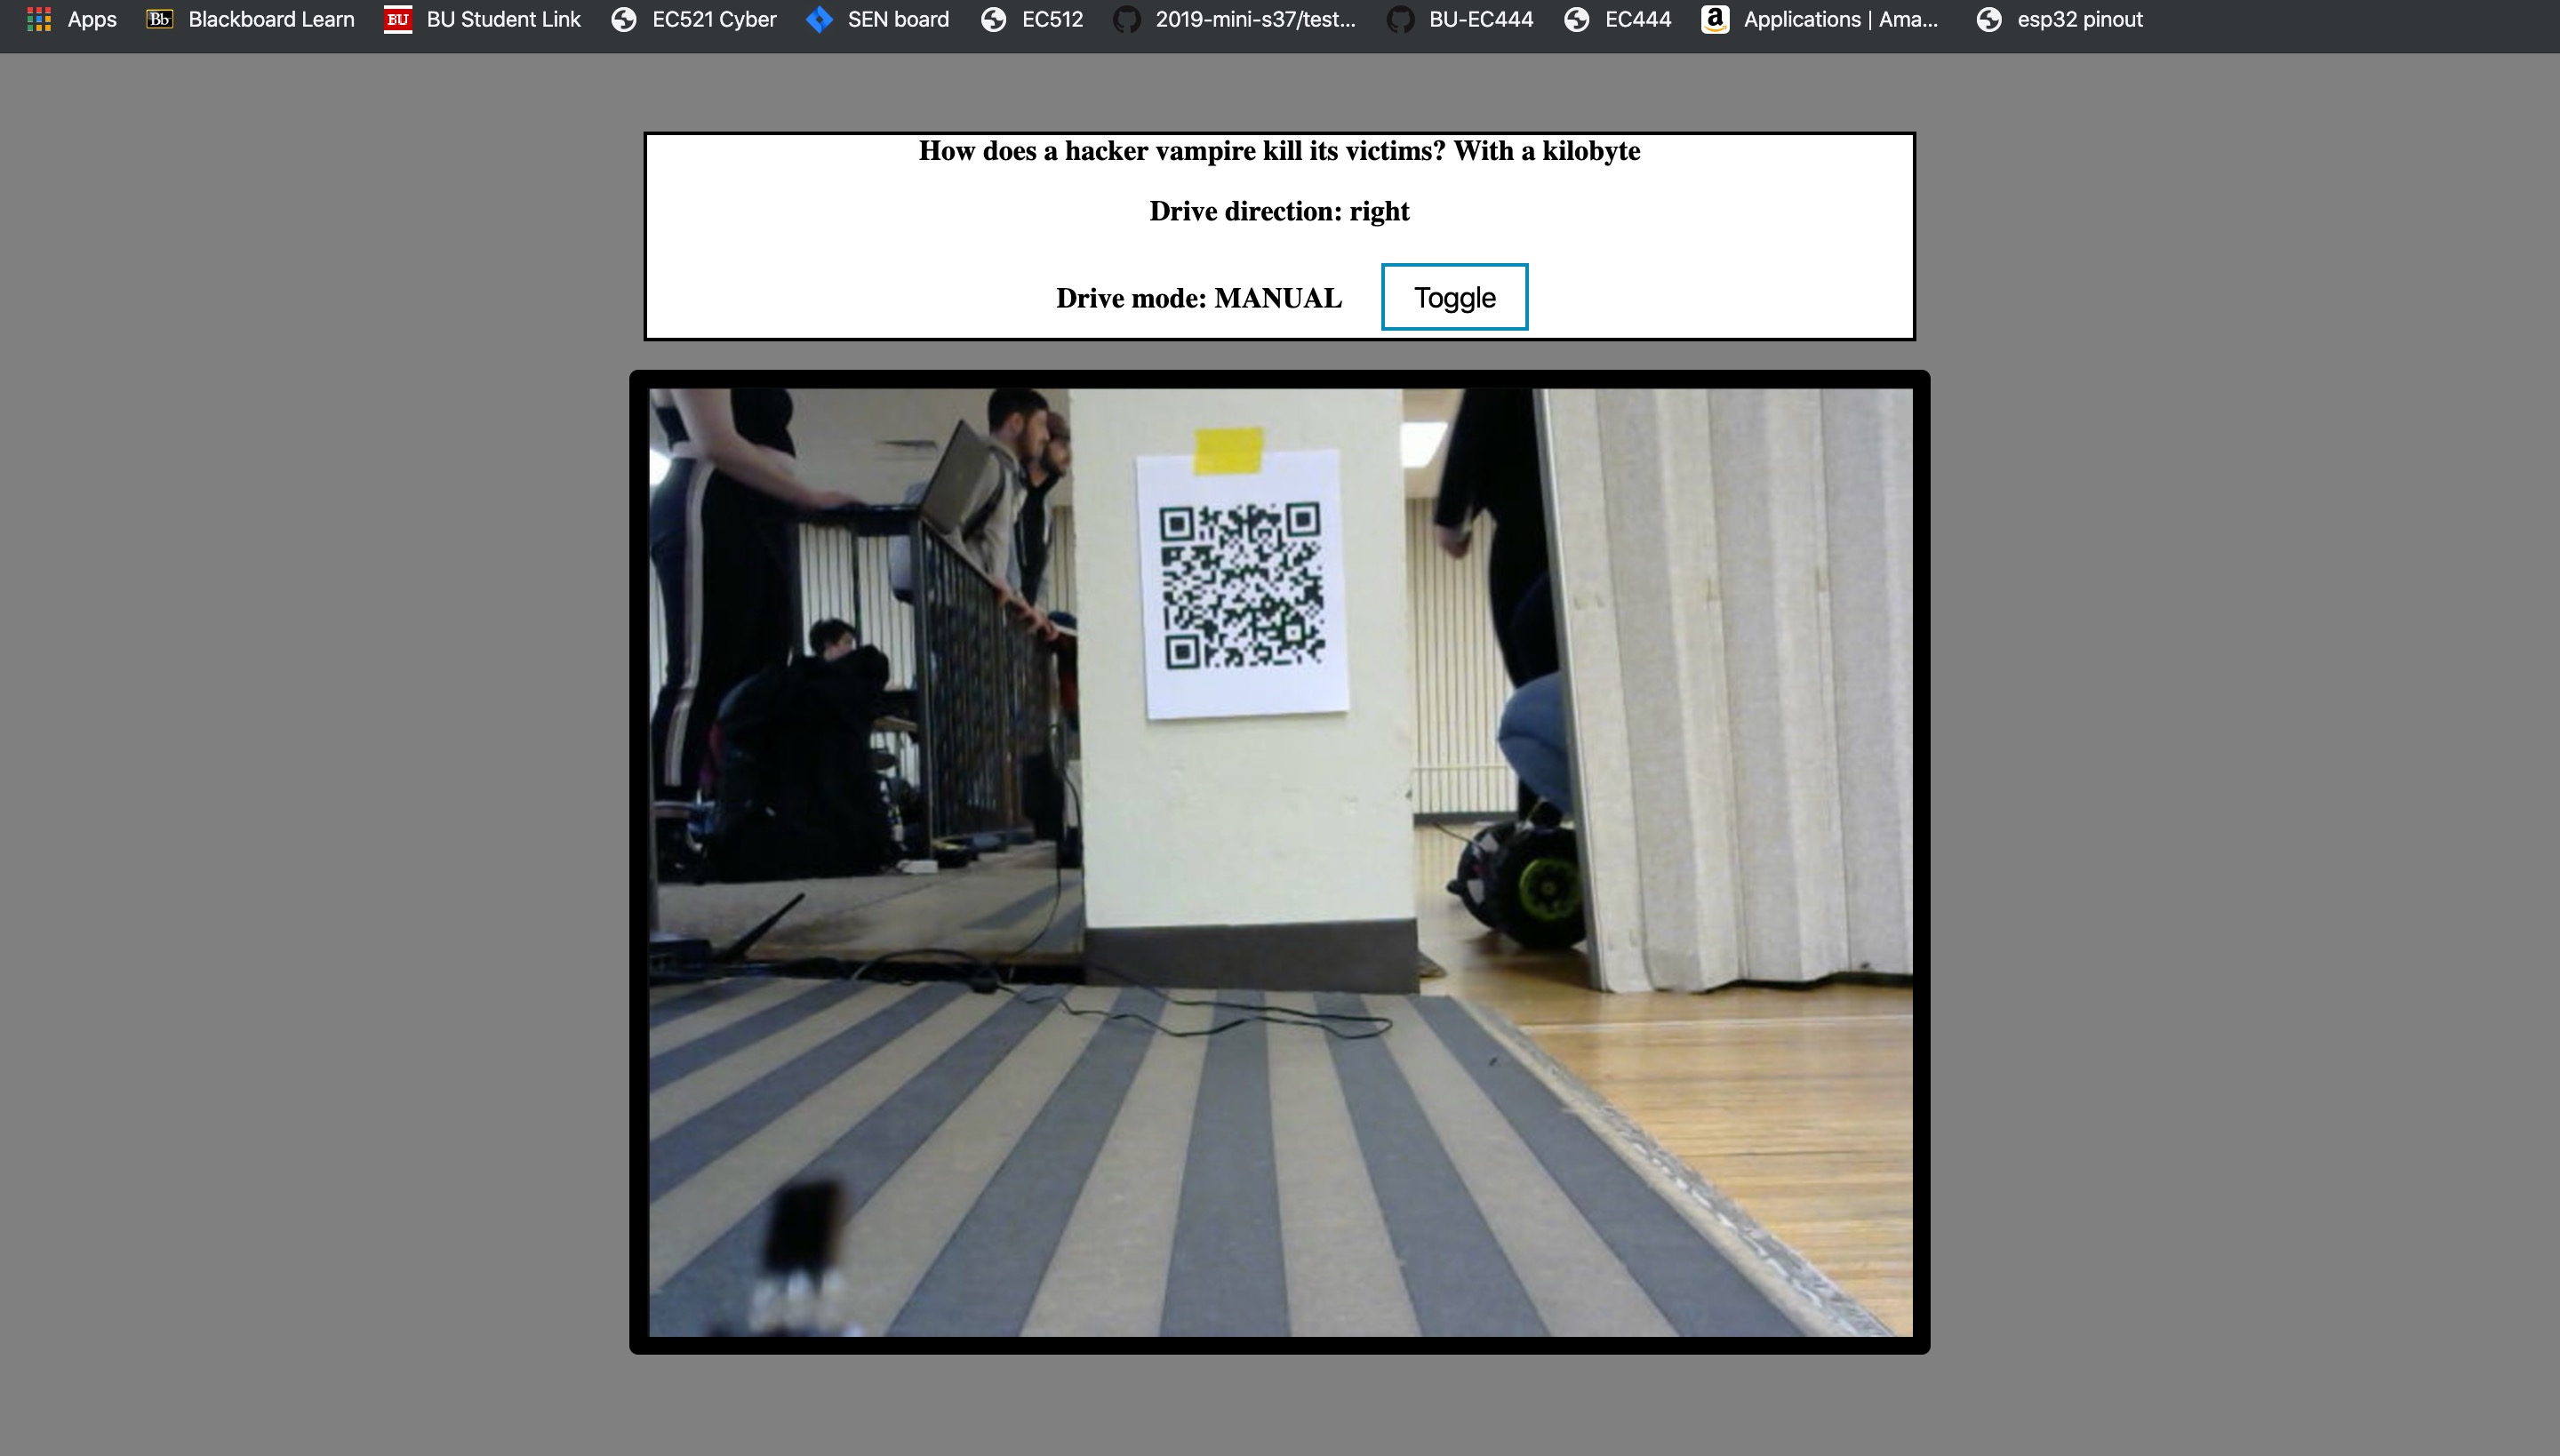 Apps Bb Blackboard Learn BU BU Student Link EC521 Cyber SEN board EC512 2019-mini-s37/test... BU-EC444 EC444 a Applications | Ama... esp32 pinout
How does a hacker vampire kill its victims? With a kilobyte
Drive direction: right
Drive mode: MANUAL Toggle